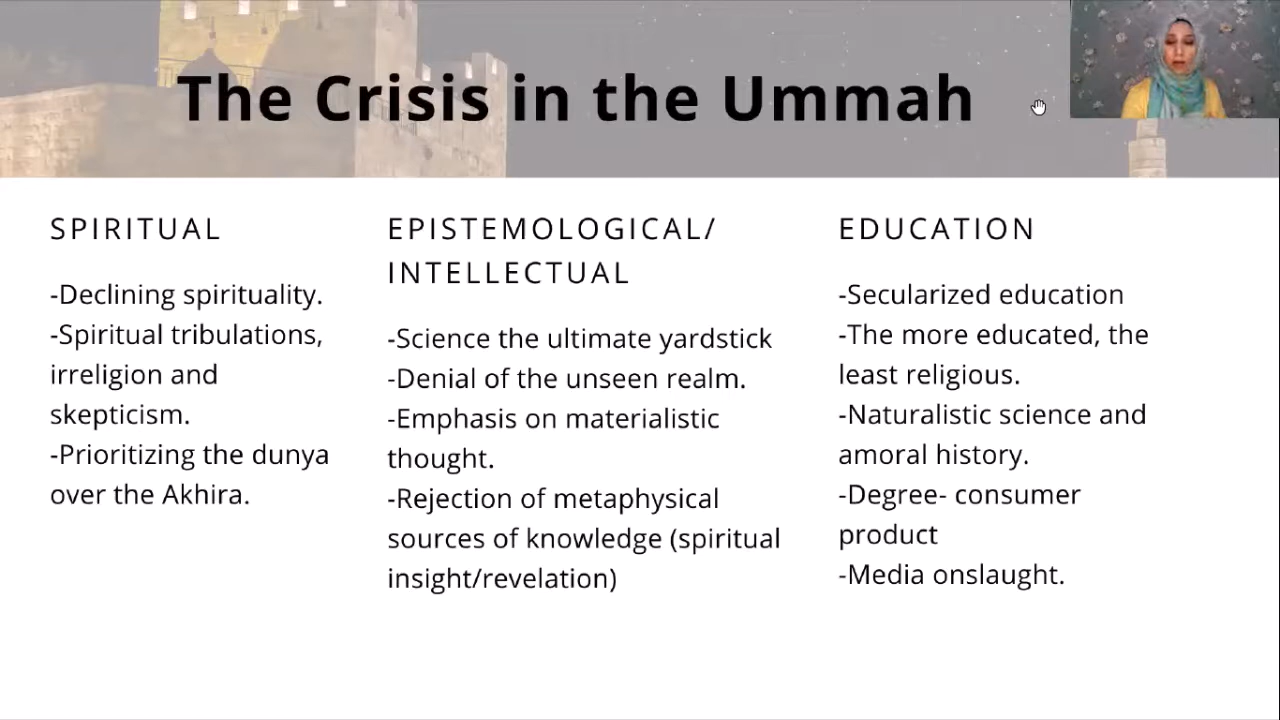 The Crisis in the Ummah
SPIRITUAL
-Declining spirituality.
-Spiritual tribulations,
irreligion and
skepticism.
-Prioritizing the dunya
over the Akhira.
EPISTEMOLOGICAL/
INTELLECTUAL
-Science the ultimate yardstick
-Denial of the unseen realm.
-Emphasis on materialistic
thought.
-Rejection of metaphysical
sources of knowledge (spiritual
insight/revelation)
EDUCATION
-Secularized education
-The more educated, the
least religious.
-Naturalistic science and
amoral history.
-Degree- consumer
product
-Media onslaught.